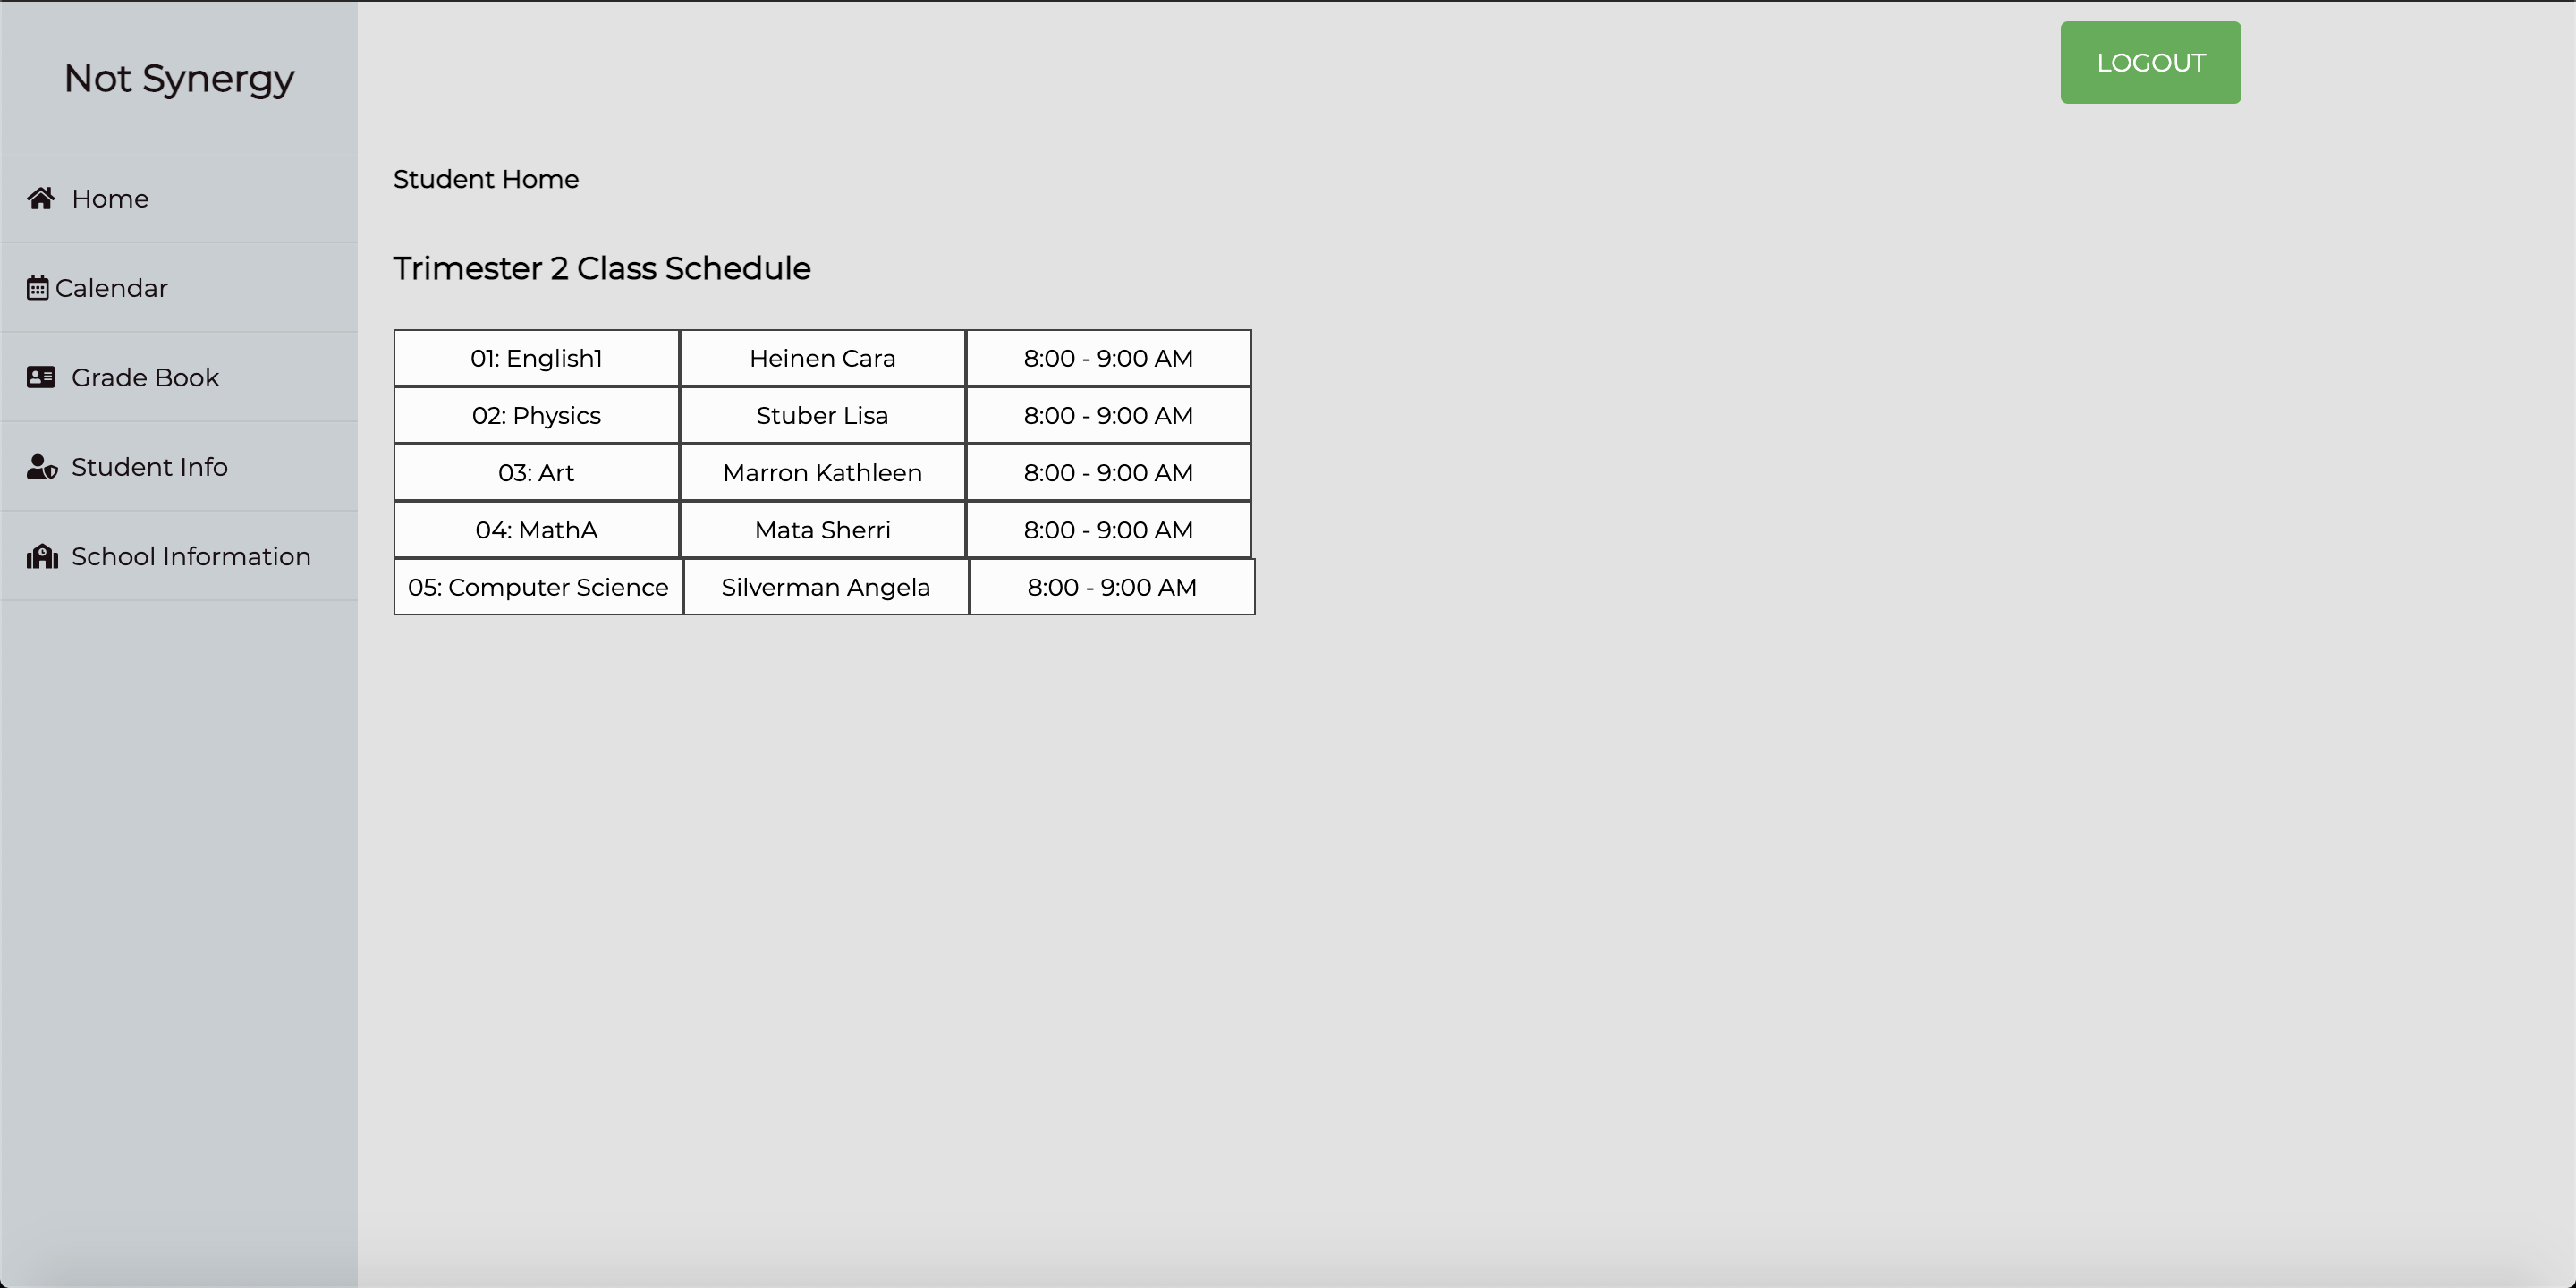 Not Synergy
LOGOUT
Home
Calendar
Grade Book
Student Info
School Information
Student Home
Trimester 2 Class Schedule
01: English1 Heinen Cara 8:00 - 9:00 AM
02: Physics Stuber Lisa 8:00 - 9:00 AM
03: Art Marron Kathleen 8:00 - 9:00 AM
04: MathA Mata Sherri 8:00 - 9:00 AM
05: Computer Science Silverman Angela 8:00 - 9:00 AM